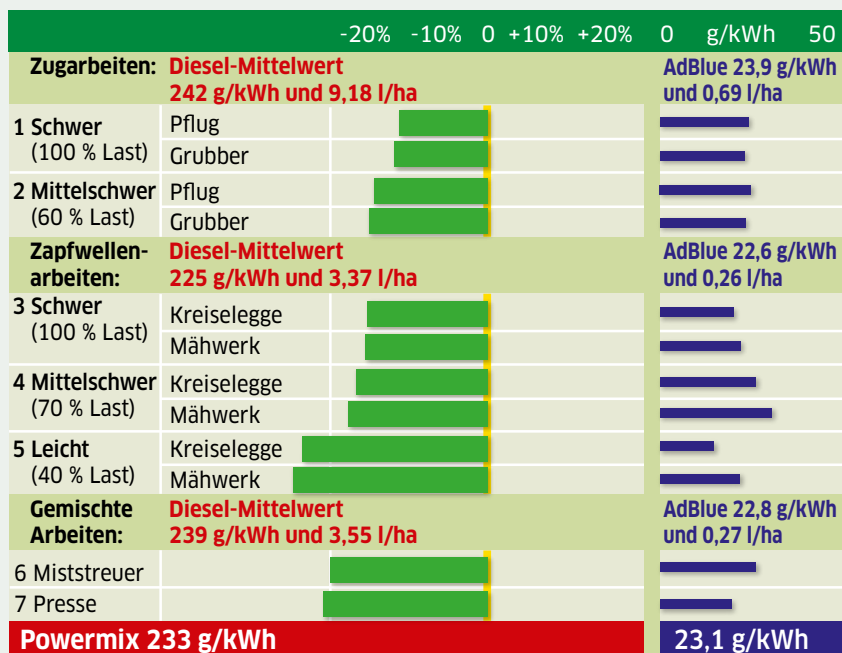 -20% -10% 0 +10% +20% 0 g/kWh 50
Zugarbeiten: Diesel-Mittelwert AdBlue 23,9 g/kWh
242 g/kWh und 9,18 l/ha und 0,69 l/ha
1 Schwer Pflug
(100 % Last) Grubber
2 Mittelschwer Pflug
(60 % Last) Grubber
Zapfwellen- Diesel-Mittelwert AdBlue 22,6 g/kWh
arbeiten: 225 g/kWh und 3,37 l/ha und 0,26 l/ha
3 Schwer Kreiselegge
(100 % Last) Mähwerk
4 Mittelschwer Kreiselegge
(70 % Last) Mähwerk
5 Leicht Kreiselegge
(40 % Last) Mähwerk
Gemischte Diesel-Mittelwert AdBlue 22,8 g/kWh
Arbeiten: 239 g/kWh und 3,55 l/ha und 0,27 l/ha
6 Miststreuer
7 Presse
Powermix 233 g/kWh 23,1 g/kWh